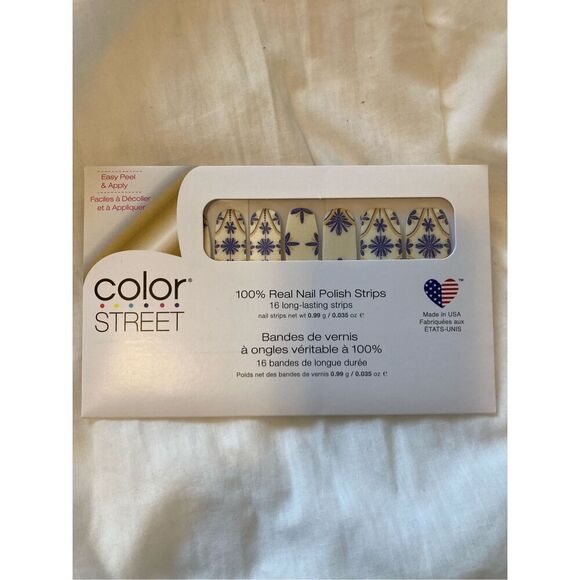 Easy Peel
& Apply
Faciles à Décoller
et à Appliquer
color®
STREET
100% Real Nail Polish Strips
16 long-lasting strips
nail strips net wt 0.99 g / 0.035 oz ℮
Bandes de vernis
à ongles véritable à 100%
16 bandes de longue durée
Poids net des bandes de vernis 0.99 g / 0.035 oz ℮
™
Made in USA
Fabriquées aux
ÉTATS-UNIS